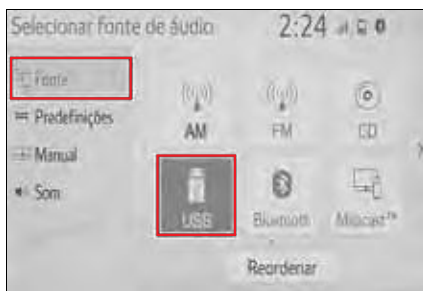 Selecionar fonte de áudio 2:24
Fonte
Predefinições
Manual
Som
AM
FM
CD
USB
Bluetooth
Miracast™
Reordenar